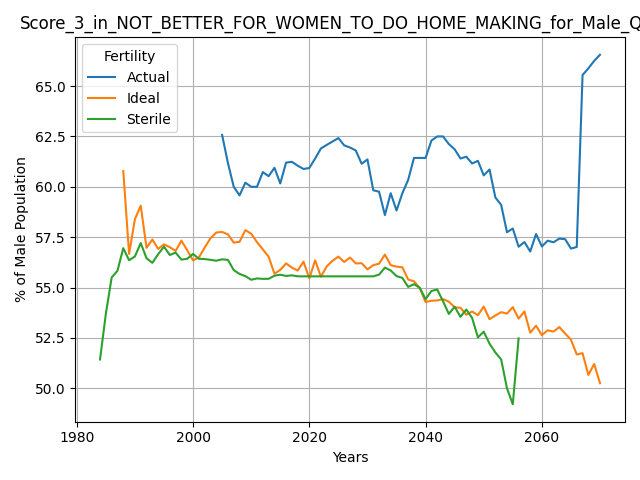 Score_3_in_NOT_BETTER_FOR_WOMEN_TO_DO_HOME_MAKING_for_Male_Q
Fertility
Actual
Ideal
Sterile
% of Male Population
65.0
62.5
60.0
57.5
55.0
52.5
50.0
1980 2000 2020 2040 2060
Years